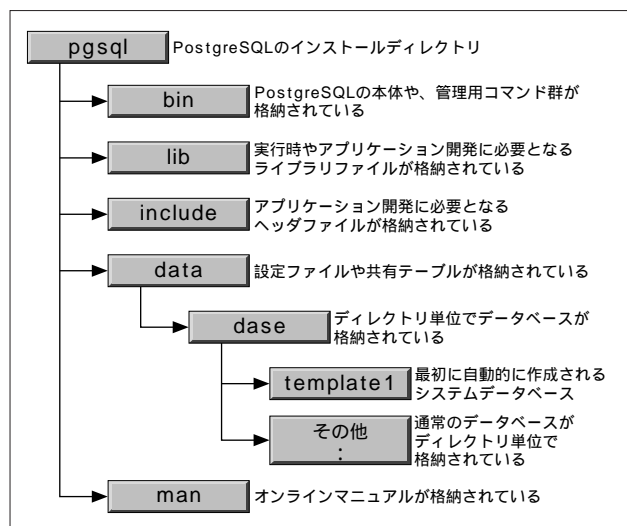 pgsql PostgreSQLのインストールディレクトリ
bin PostgreSQLの本体や、管理用コマンド群が
格納されている
lib 実行時やアプリケーション開発に必要となる
ライブラリファイルが格納されている
include アプリケーション開発に必要となる
ヘッダファイルが格納されている
data 設定ファイルや共有テーブルが格納されている
dase ディレクトリ単位でデータベースが
格納されている
template1 最初に自動的に作成される
システムデータベース
その他
:
通常のデータベースが
ディレクトリ単位で
格納されている
man オンラインマニュアルが格納されている